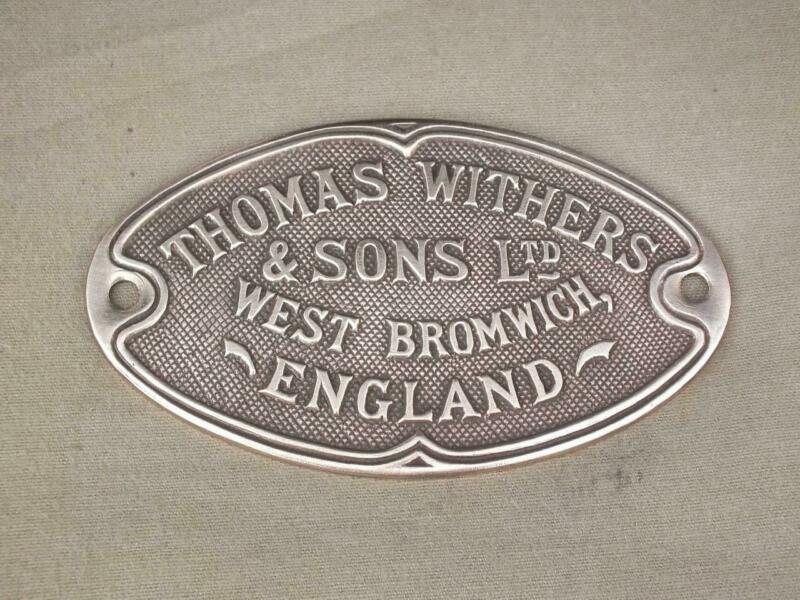 THOMAS WITHERS
& SONS LTD
WEST BROMWICH,
ENGLAND